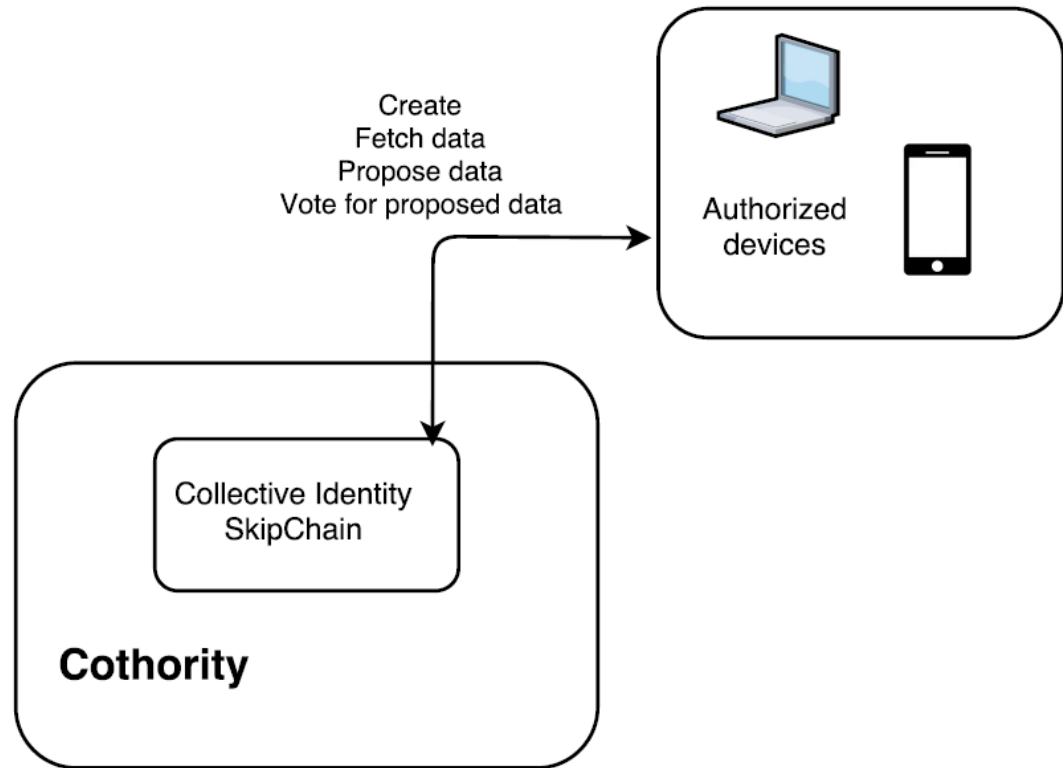 Create
Fetch data
Propose data
Vote for proposed data
Authorized
devices
Collective Identity
SkipChain
Cothority